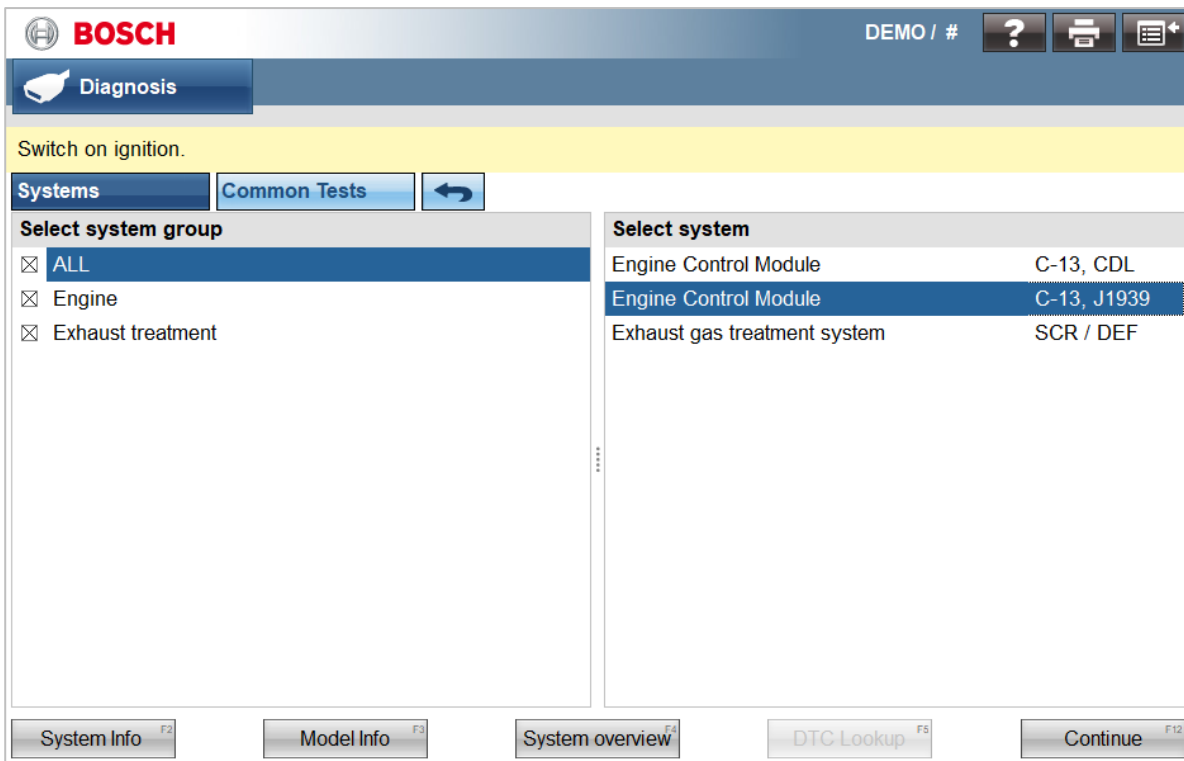 BOSCH
DEMO / #
?
Diagnosis
Switch on ignition.
Systems
Common Tests
Select system group
Select system
ALL
Engine Control Module C-13, CDL
Engine
Engine Control Module C-13, J1939
Exhaust treatment
Exhaust gas treatment system SCR / DEF
System Info F2
Model Info F3
System overview F4
DTC Lookup F5
Continue F12